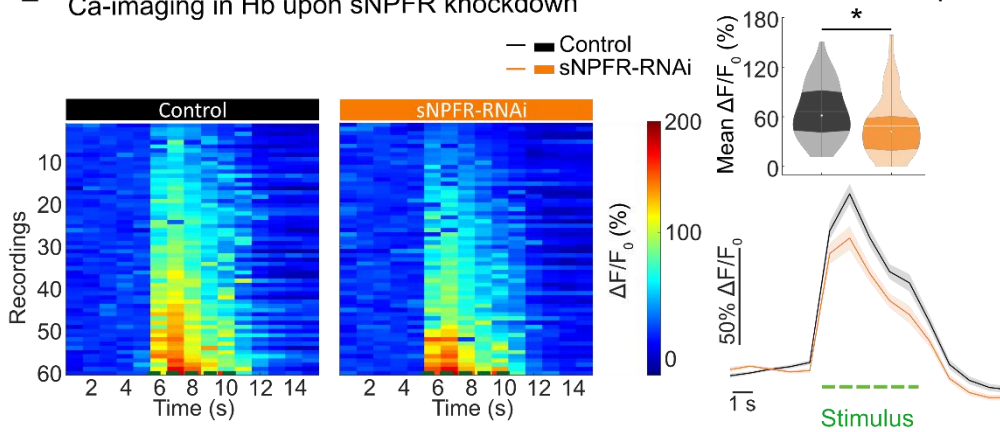 Ca-imaging in Hb upon sNPFR knockdown
Control
sNPFR-RNAi
Control
sNPFR-RNAi
Recordings
10
20
30
40
50
60
2 4 6 8 10 12 14
Time (s)
2 4 6 8 10 12 14
Time (s)
200
100
0
ΔF/F0 (%)
Mean ΔF/F0 (%)
180
120
60
0
*
50% ΔF/F0
1 s
Stimulus